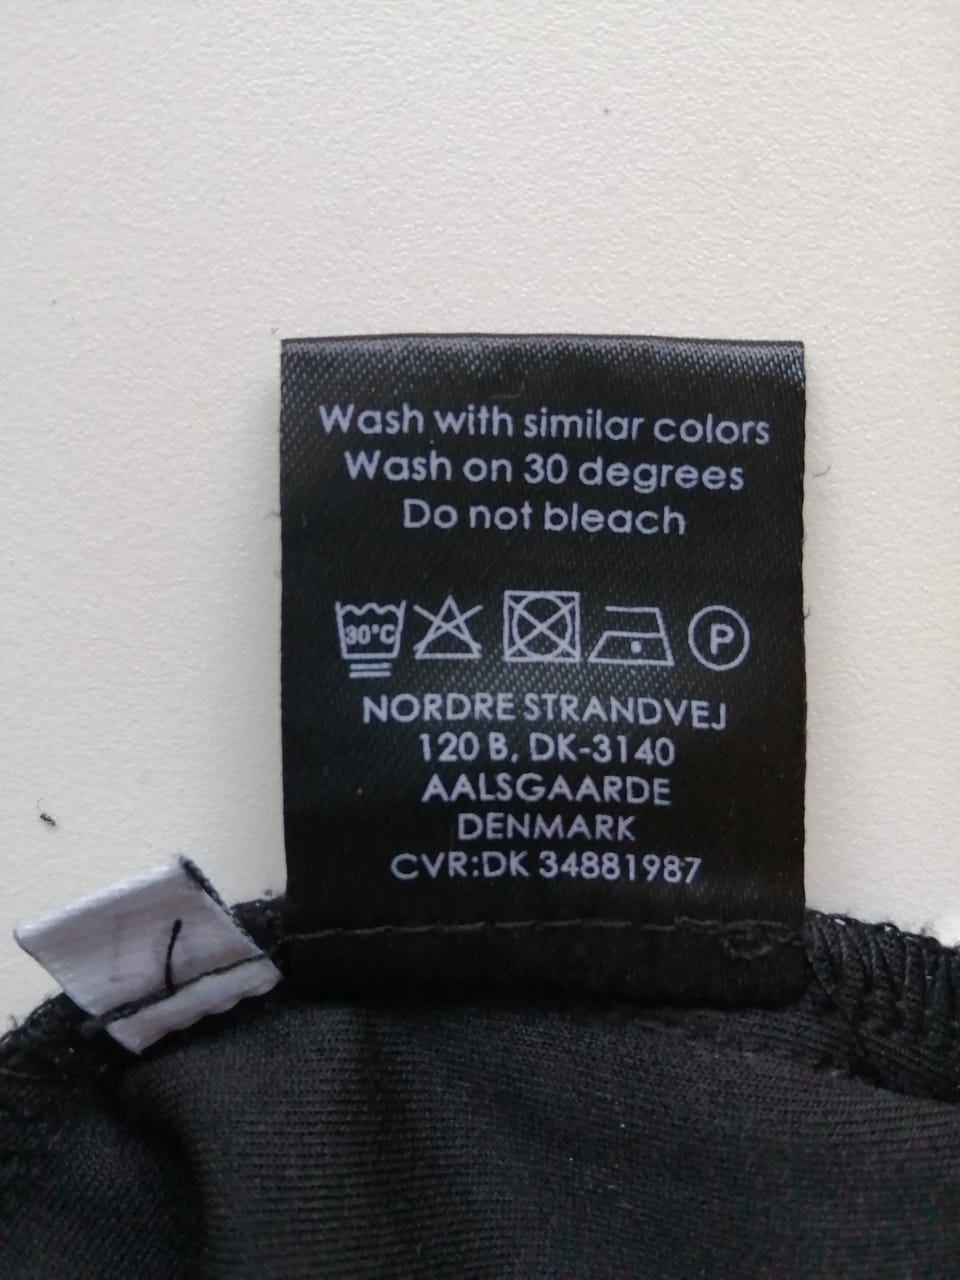 Wash with similar colors
Wash on 30 degrees
Do not bleach
30°C P
NORDRE STRANDVEJ
120 B, DK-3140
AALSGAARDE
DENMARK
CVR:DK 34881987